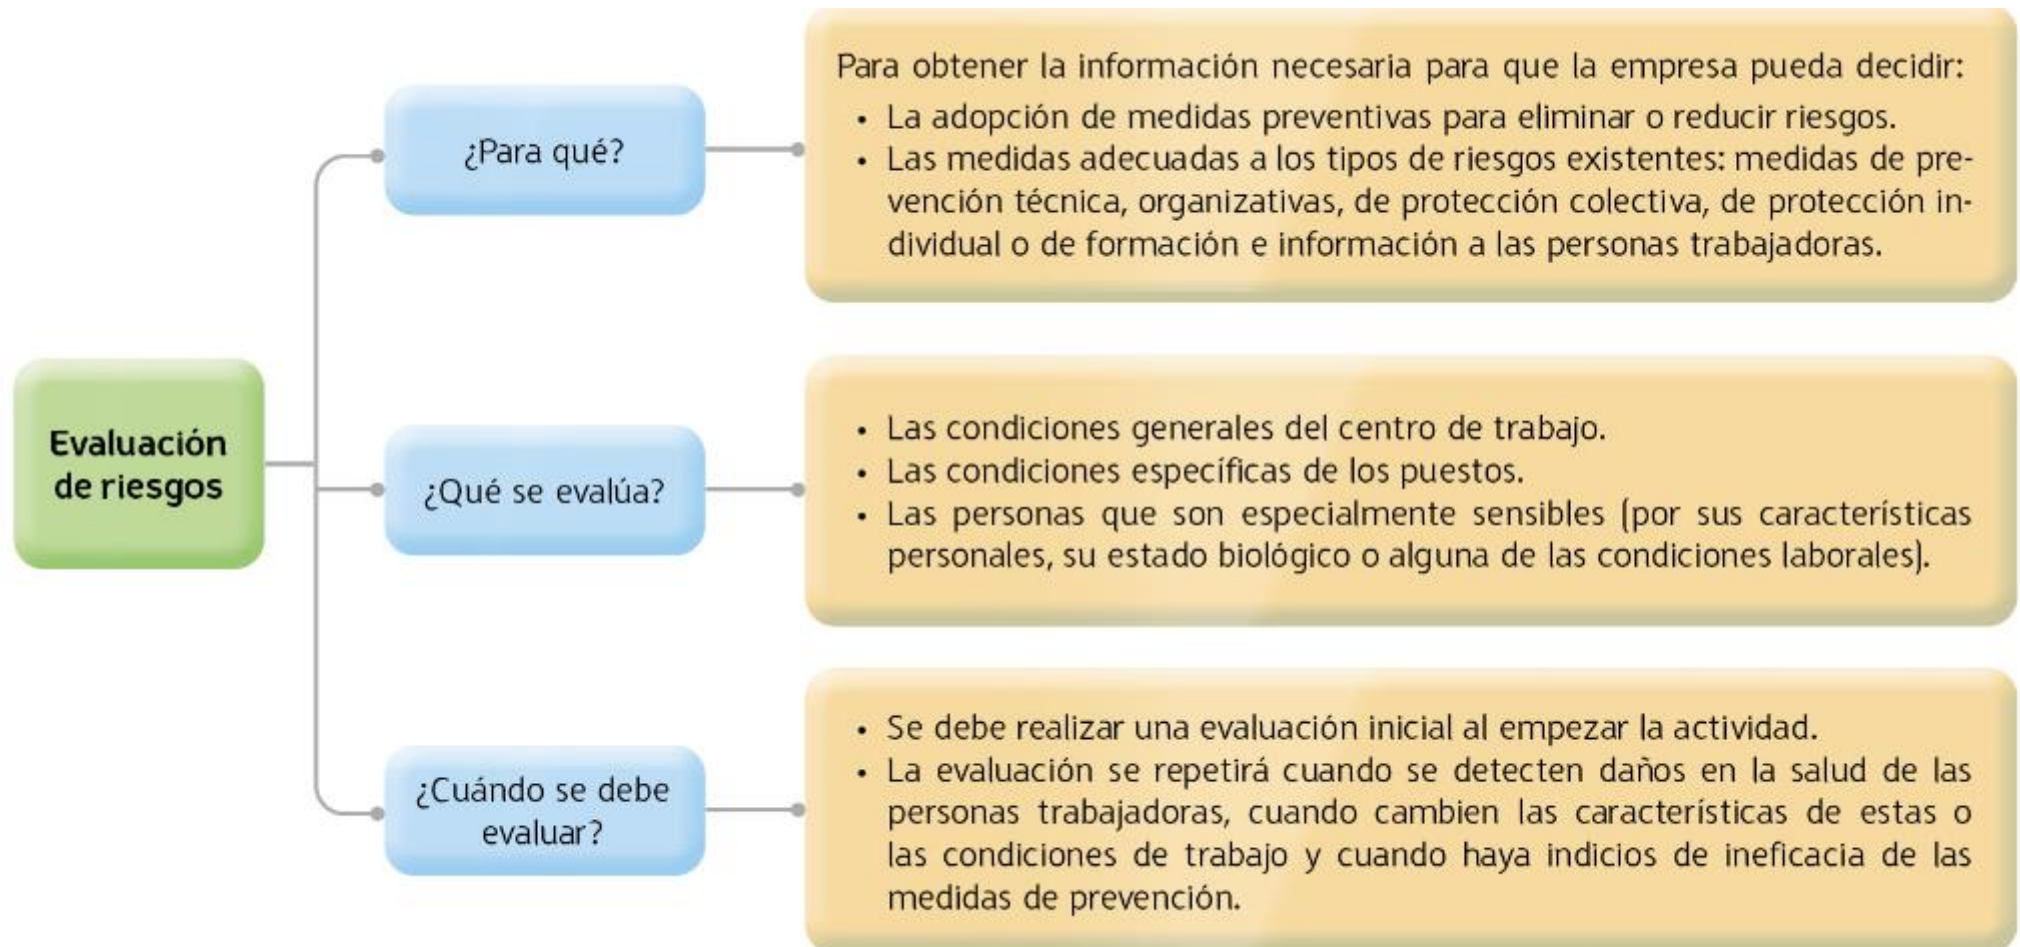 Evaluación
de riesgos
¿Para qué?
Para obtener la información necesaria para que la empresa pueda decidir:
• La adopción de medidas preventivas para eliminar o reducir riesgos.
• Las medidas adecuadas a los tipos de riesgos existentes: medidas de pre-
vención técnica, organizativas, de protección colectiva, de protección in-
dividual o de formación e información a las personas trabajadoras.
¿Qué se evalúa?
• Las condiciones generales del centro de trabajo.
• Las condiciones específicas de los puestos.
• Las personas que son especialmente sensibles (por sus características
personales, su estado biológico o alguna de las condiciones laborales).
¿Cuándo se debe
evaluar?
• Se debe realizar una evaluación inicial al empezar la actividad.
• La evaluación se repetirá cuando se detecten daños en la salud de las
personas trabajadoras, cuando cambien las características de estas o
las condiciones de trabajo y cuando haya indicios de ineficacia de las
medidas de prevención.